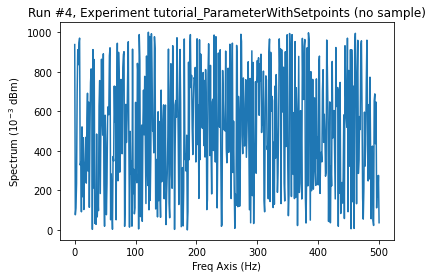 Run #4, Experiment tutorial_ParameterWithSetpoints (no sample)
1000
800
600
400
200
0
Spectrum (10⁻³ dBm)
0 100 200 300 400 500
Freq Axis (Hz)